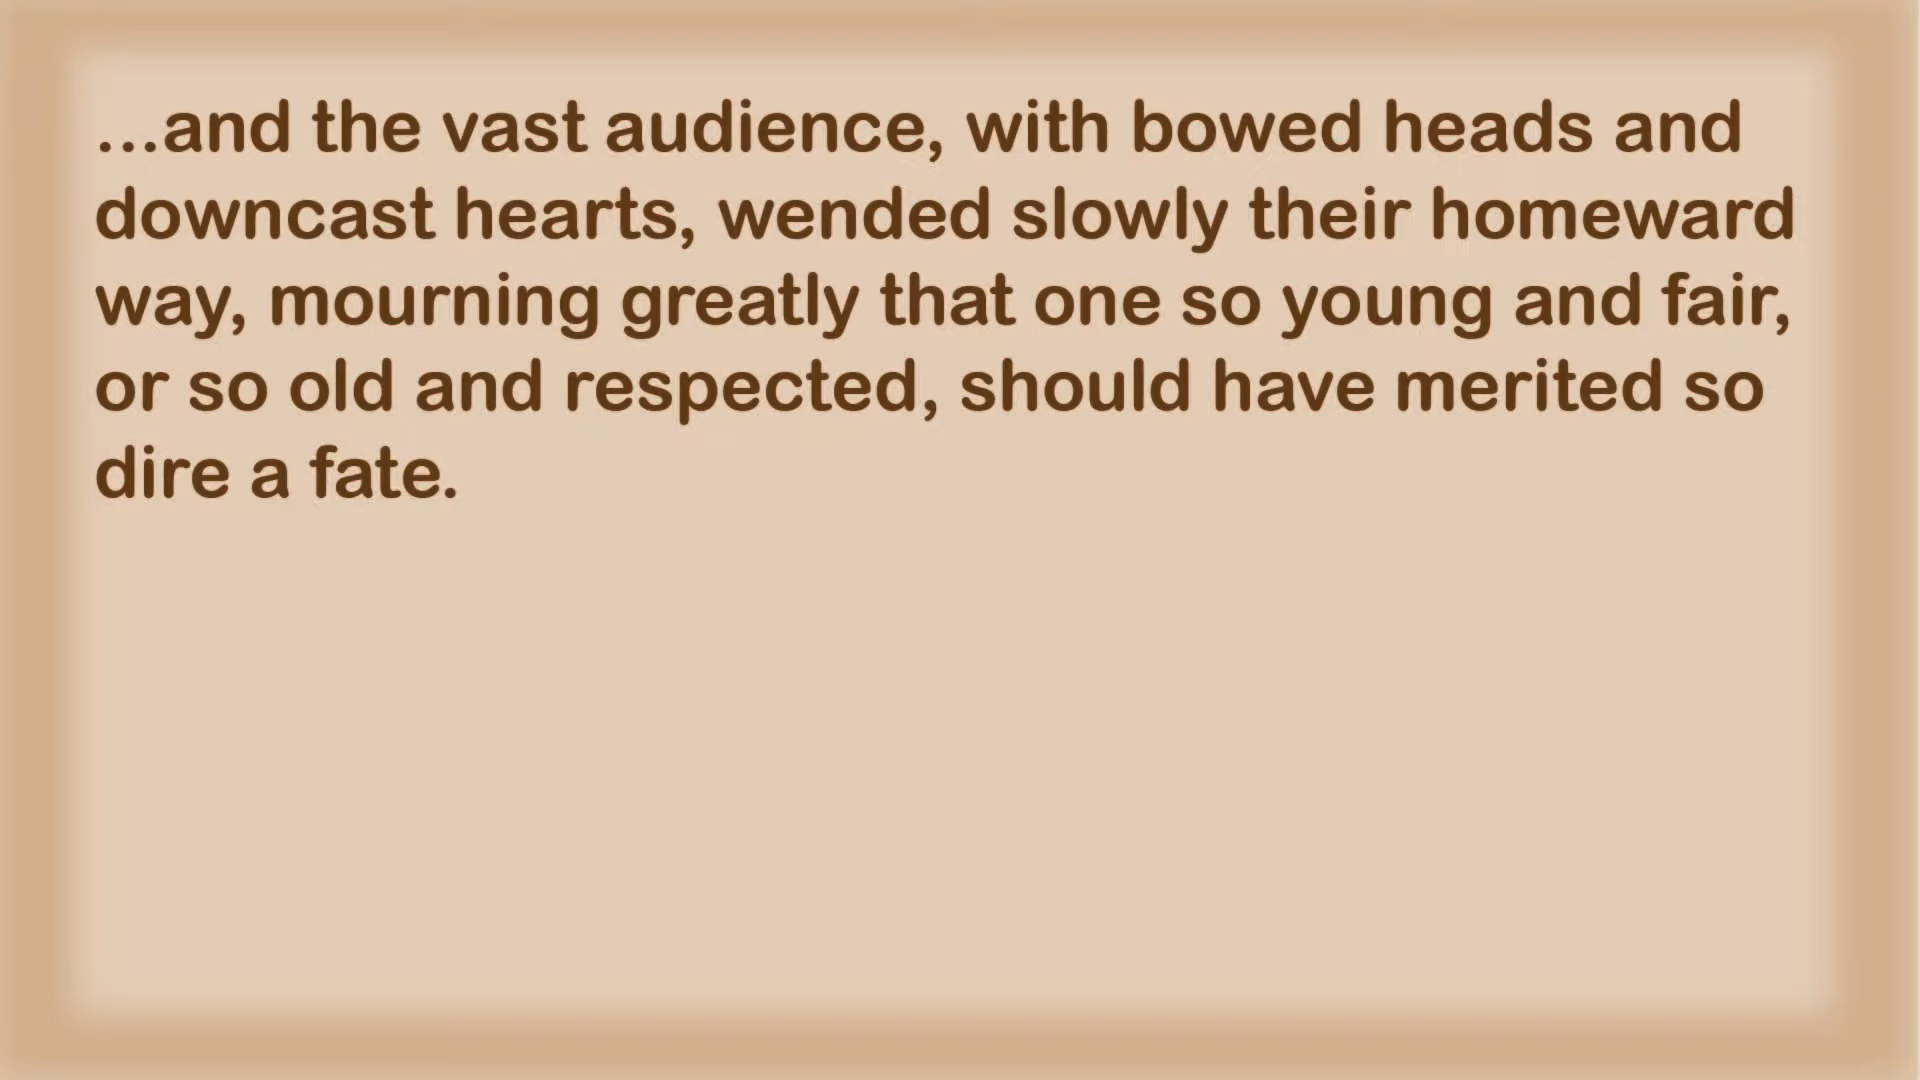 ...and the vast audience, with bowed heads and
downcast hearts, wended slowly their homeward
way, mourning greatly that one so young and fair,
or so old and respected, should have merited so
dire a fate.